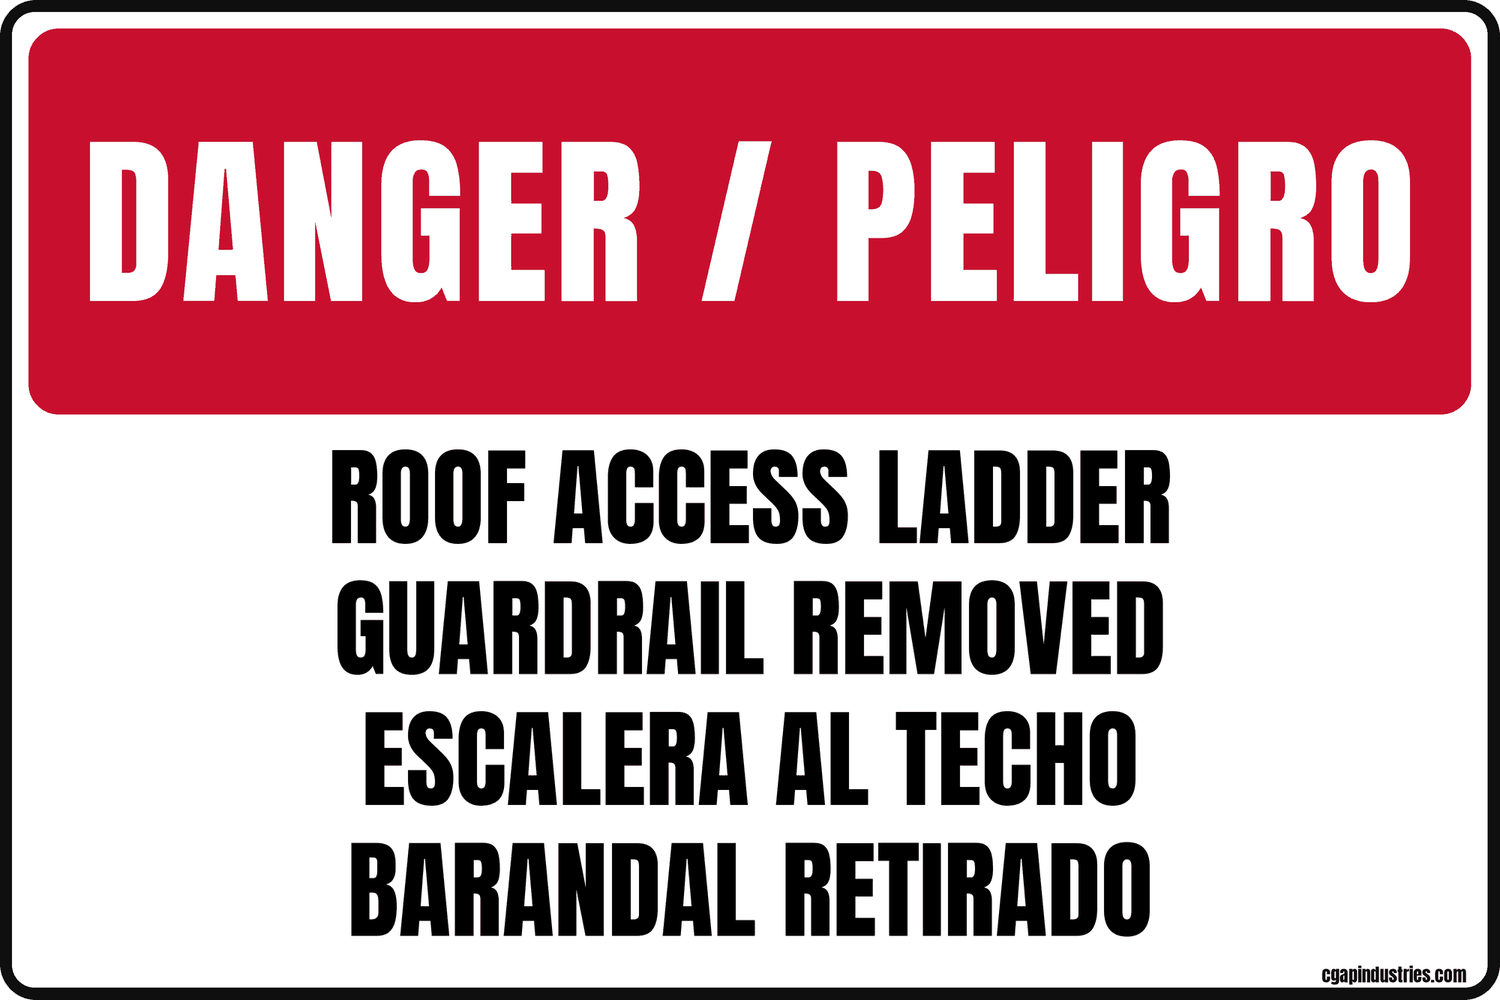 DANGER / PELIGRO
ROOF ACCESS LADDER
GUARDRAIL REMOVED
ESCALERA AL TECHO
BARANDAL RETIRADO
cgapindustries.com